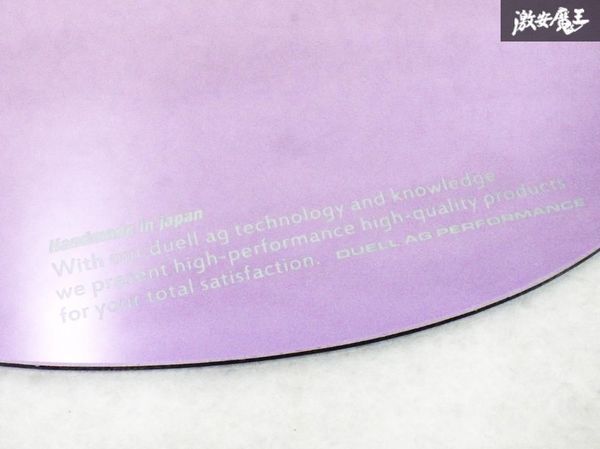 激安魔王
Handmade in japan
With our duell ag technology and knowledge
we present high-performance high-quality products
for your total satisfaction. DUELL AG PERFORMANCE